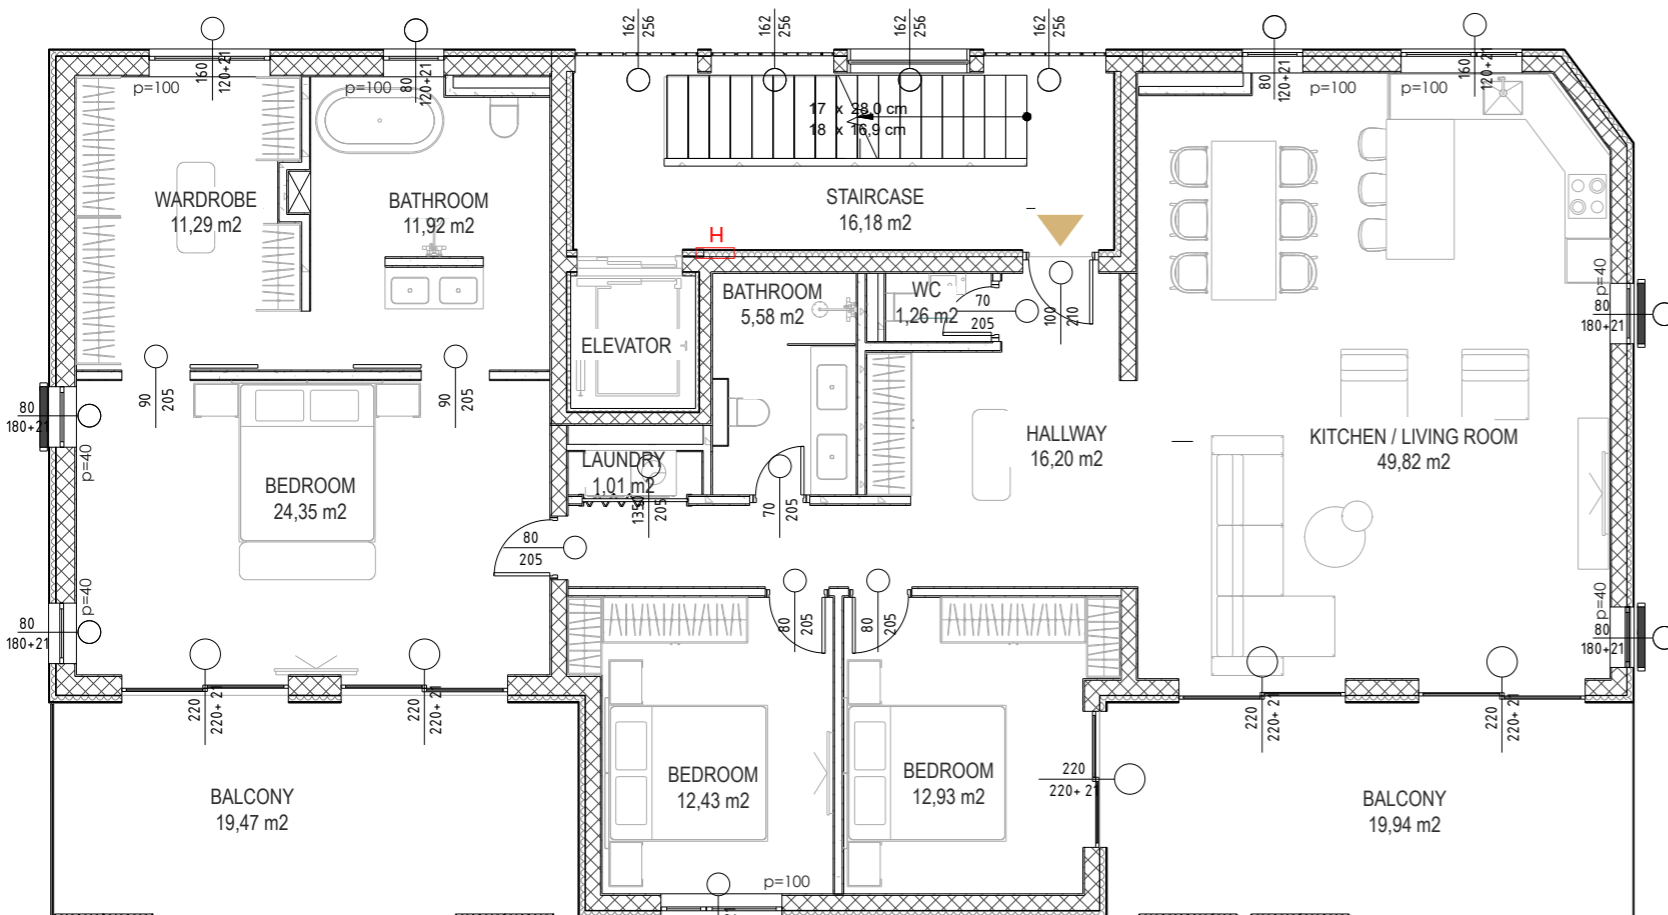 162
256
162
256
162
256
162
256
160
120+21
80
120+21
80
120+21
160
120+21
p=100
p=100
p=100
p=100
17 x 28,0 cm
18 x 16,9 cm
WARDROBE
11,29 m2
BATHROOM
11,92 m2
STAIRCASE
16,18 m2
H
BATHROOM
5,58 m2
WC
1,26 m2
70
205
100
210
p=40
80
180+21
ELEVATOR
90
205
90
205
80
180+21
p=40
HALLWAY
16,20 m2
KITCHEN / LIVING ROOM
49,82 m2
LAUNDRY
1,01 m2
205
70
205
BEDROOM
24,35 m2
80
205
p=40
80
180+21
80
205
80
205
p=40
80
180+21
220
220+ 21
220
220+ 21
220
220+ 21
220
220+ 21
BEDROOM
12,43 m2
BEDROOM
12,93 m2
220
220+ 2
BALCONY
19,47 m2
BALCONY
19,94 m2
p=100